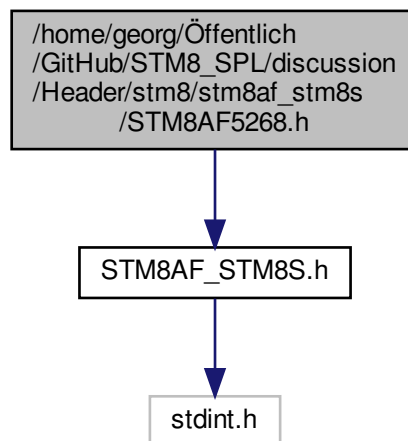 /home/georg/Öffentlich
/GitHub/STM8_SPL/discussion
/Header/stm8/stm8af_stm8s
/STM8AF5268.h
STM8AF_STM8S.h
stdint.h